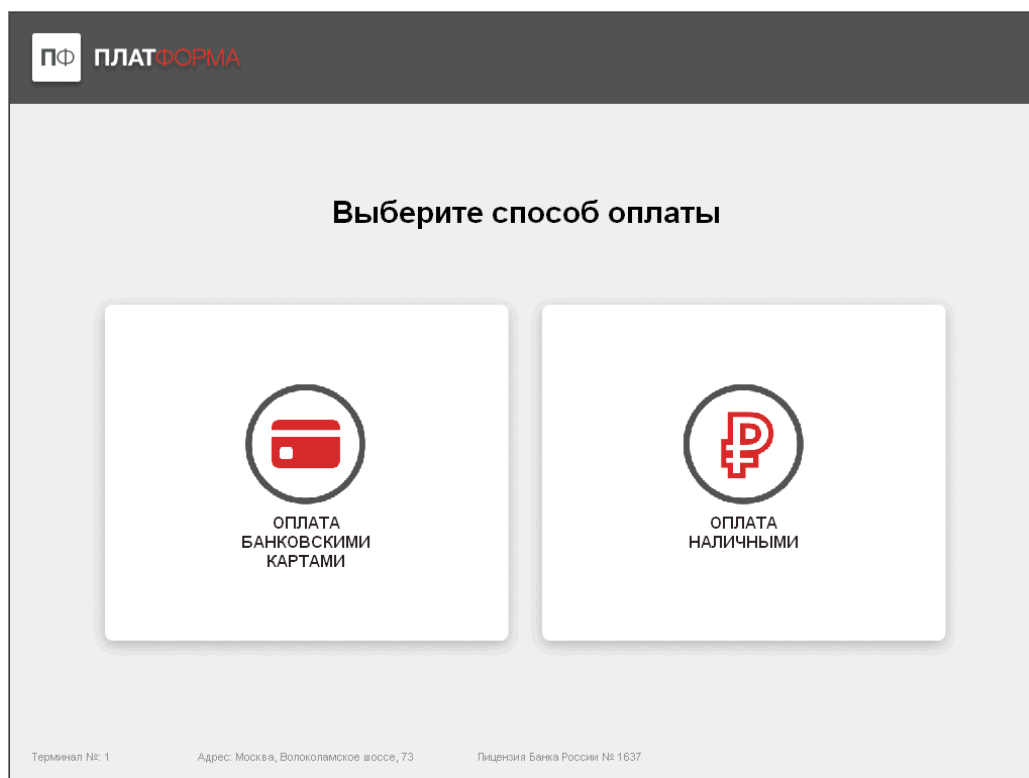 ПФ ПЛАТФОРМА
Выберите способ оплаты
ОПЛАТА
БАНКОВСКИМИ
КАРТАМИ
ОПЛАТА
НАЛИЧНЫМИ
Терминал №: 1 Адрес: Москва, Волоколамское шоссе, 73 Лицензия Банка России № 1637